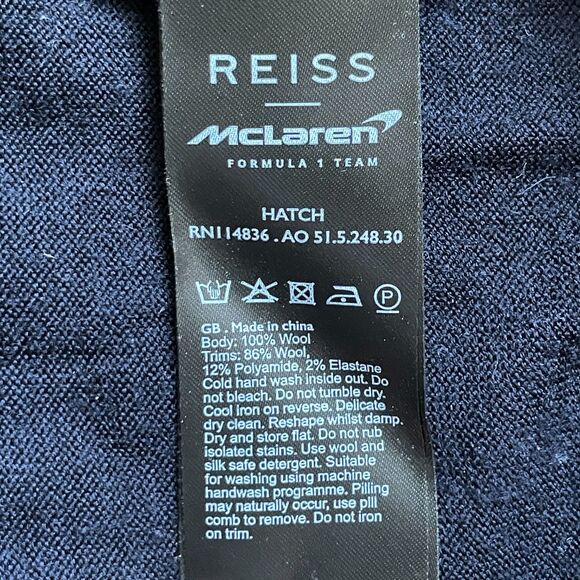 REISS
McLaren
FORMULA 1 TEAM
HATCH
RN114836 . AO 51.5.248.30
P
GB . Made in china
Body: 100% Wool
Trims: 86% Wool,
12% Polyamide, 2% Elastane
Cold hand wash inside out. Do
not bleach. Do not tumble dry.
Cool iron on reverse. Delicate
dry clean. Reshape whilst damp.
Dry and store flat. Do not rub
isolated stains. Use wool and
silk safe detergent. Suitable
for washing using machine
handwash programme. Pilling
may naturally occur, use pill
comb to remove. Do not iron
on trim.